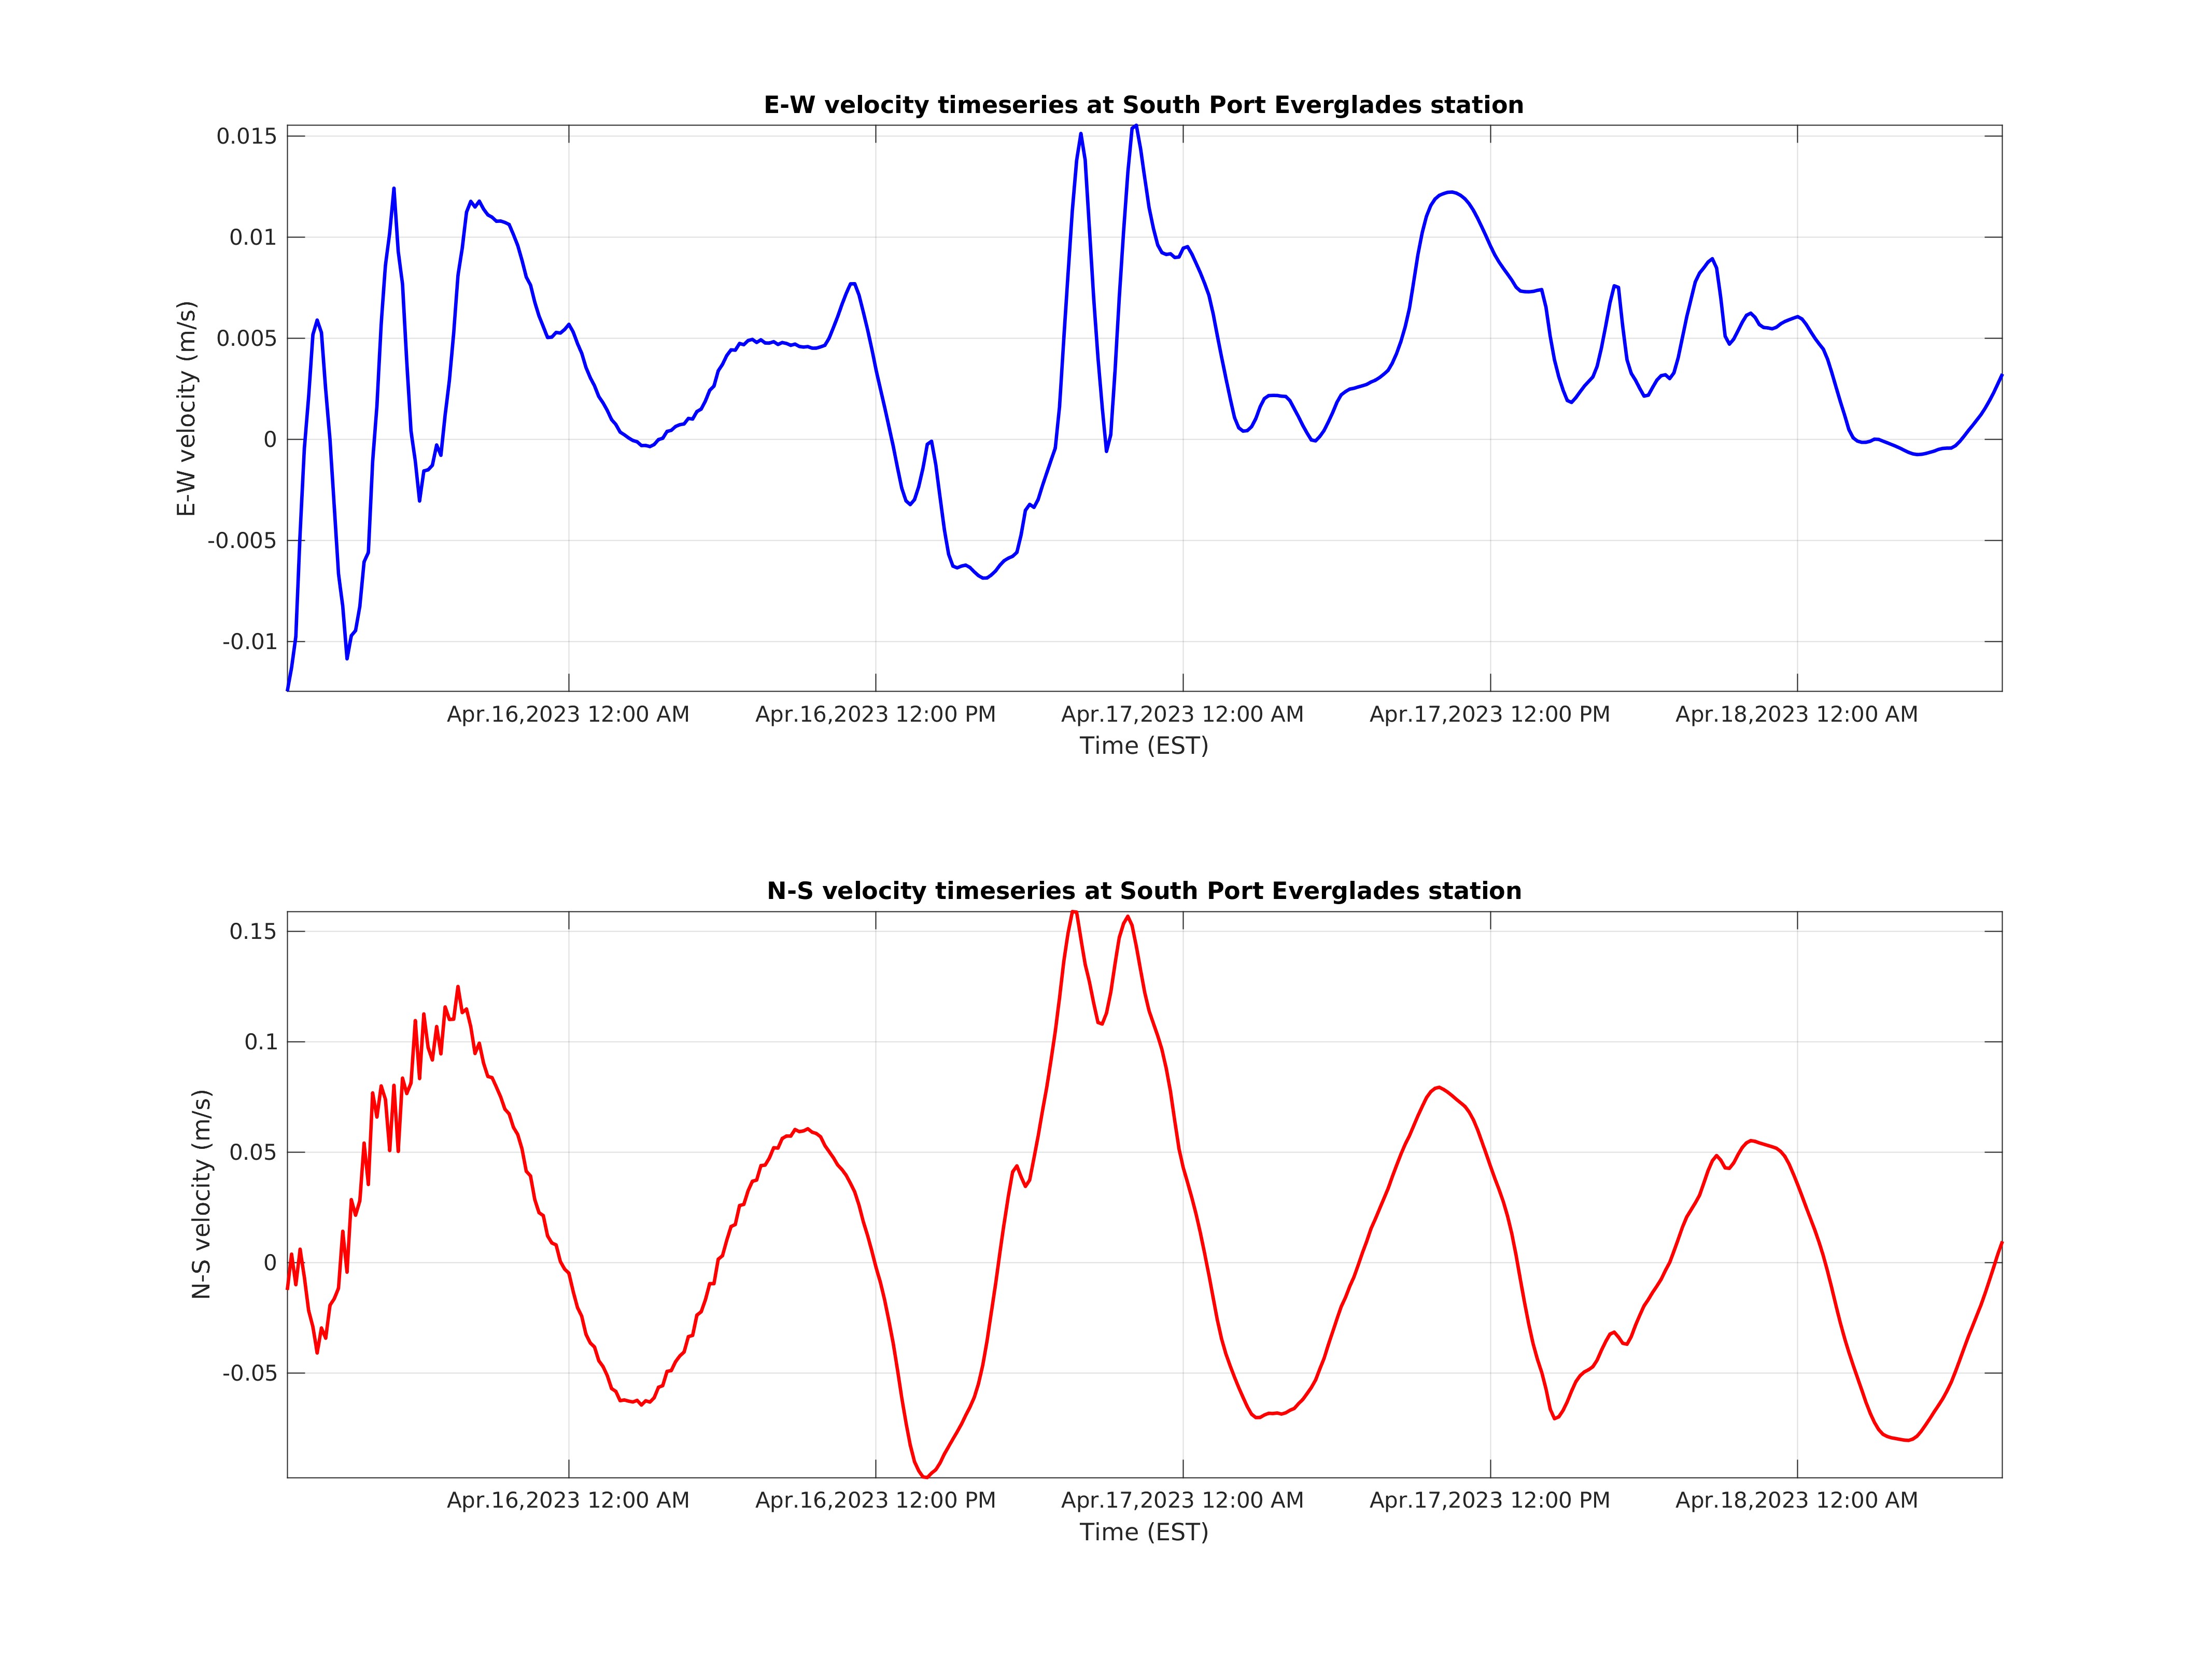 E-W velocity timeseries at South Port Everglades station
0.015
0.01
0.005
0
-0.005
-0.01
E-W velocity (m/s)
Apr.16,2023 12:00 AM
Apr.16,2023 12:00 PM
Apr.17,2023 12:00 AM
Apr.17,2023 12:00 PM
Apr.18,2023 12:00 AM
Time (EST)
N-S velocity timeseries at South Port Everglades station
0.15
0.1
0.05
0
-0.05
N-S velocity (m/s)
Apr.16,2023 12:00 AM
Apr.16,2023 12:00 PM
Apr.17,2023 12:00 AM
Apr.17,2023 12:00 PM
Apr.18,2023 12:00 AM
Time (EST)